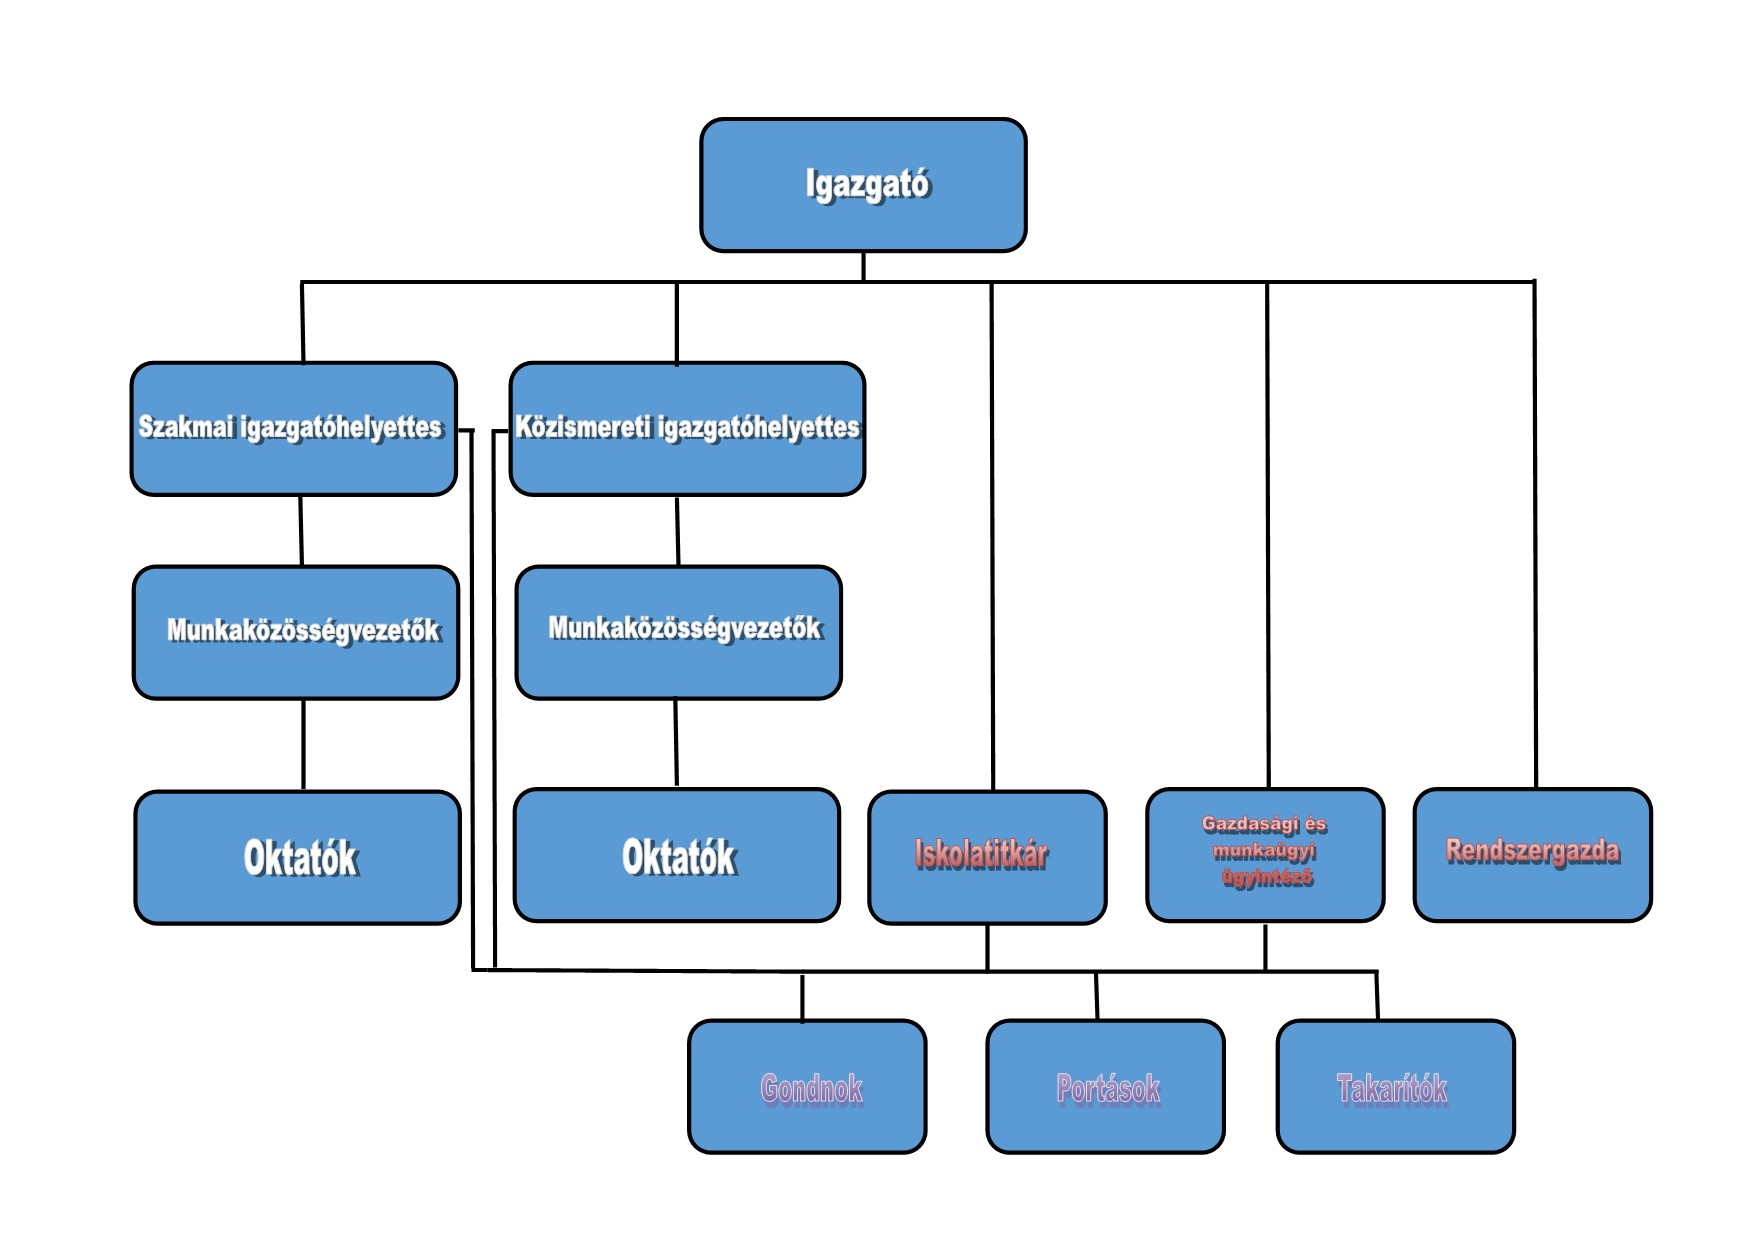 Igazgató
Szakmai igazgatóhelyettes
Közismereti igazgatóhelyettes
Munkaközösségvezetők
Munkaközösségvezetők
Oktatók
Oktatók
Iskolatitkár
Gazdasági és
munkaügyi
ügyintéző
Rendszergazda
Gondnok
Portások
Takarítók